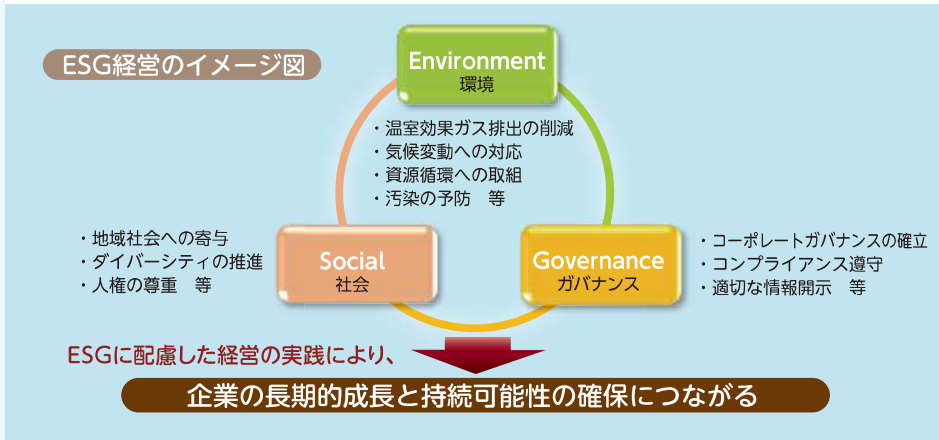 ESG経営のイメージ図
Environment
環境
・温室効果ガス排出の削減
・気候変動への対応
・資源循環への取組
・汚染の予防　等
Social
社会
・地域社会への寄与
・ダイバーシティの推進
・人権の尊重　等
Governance
ガバナンス
・コーポレートガバナンスの確立
・コンプライアンス遵守
・適切な情報開示　等
ESGに配慮した経営の実践により、
企業の長期的成長と持続可能性の確保につながる